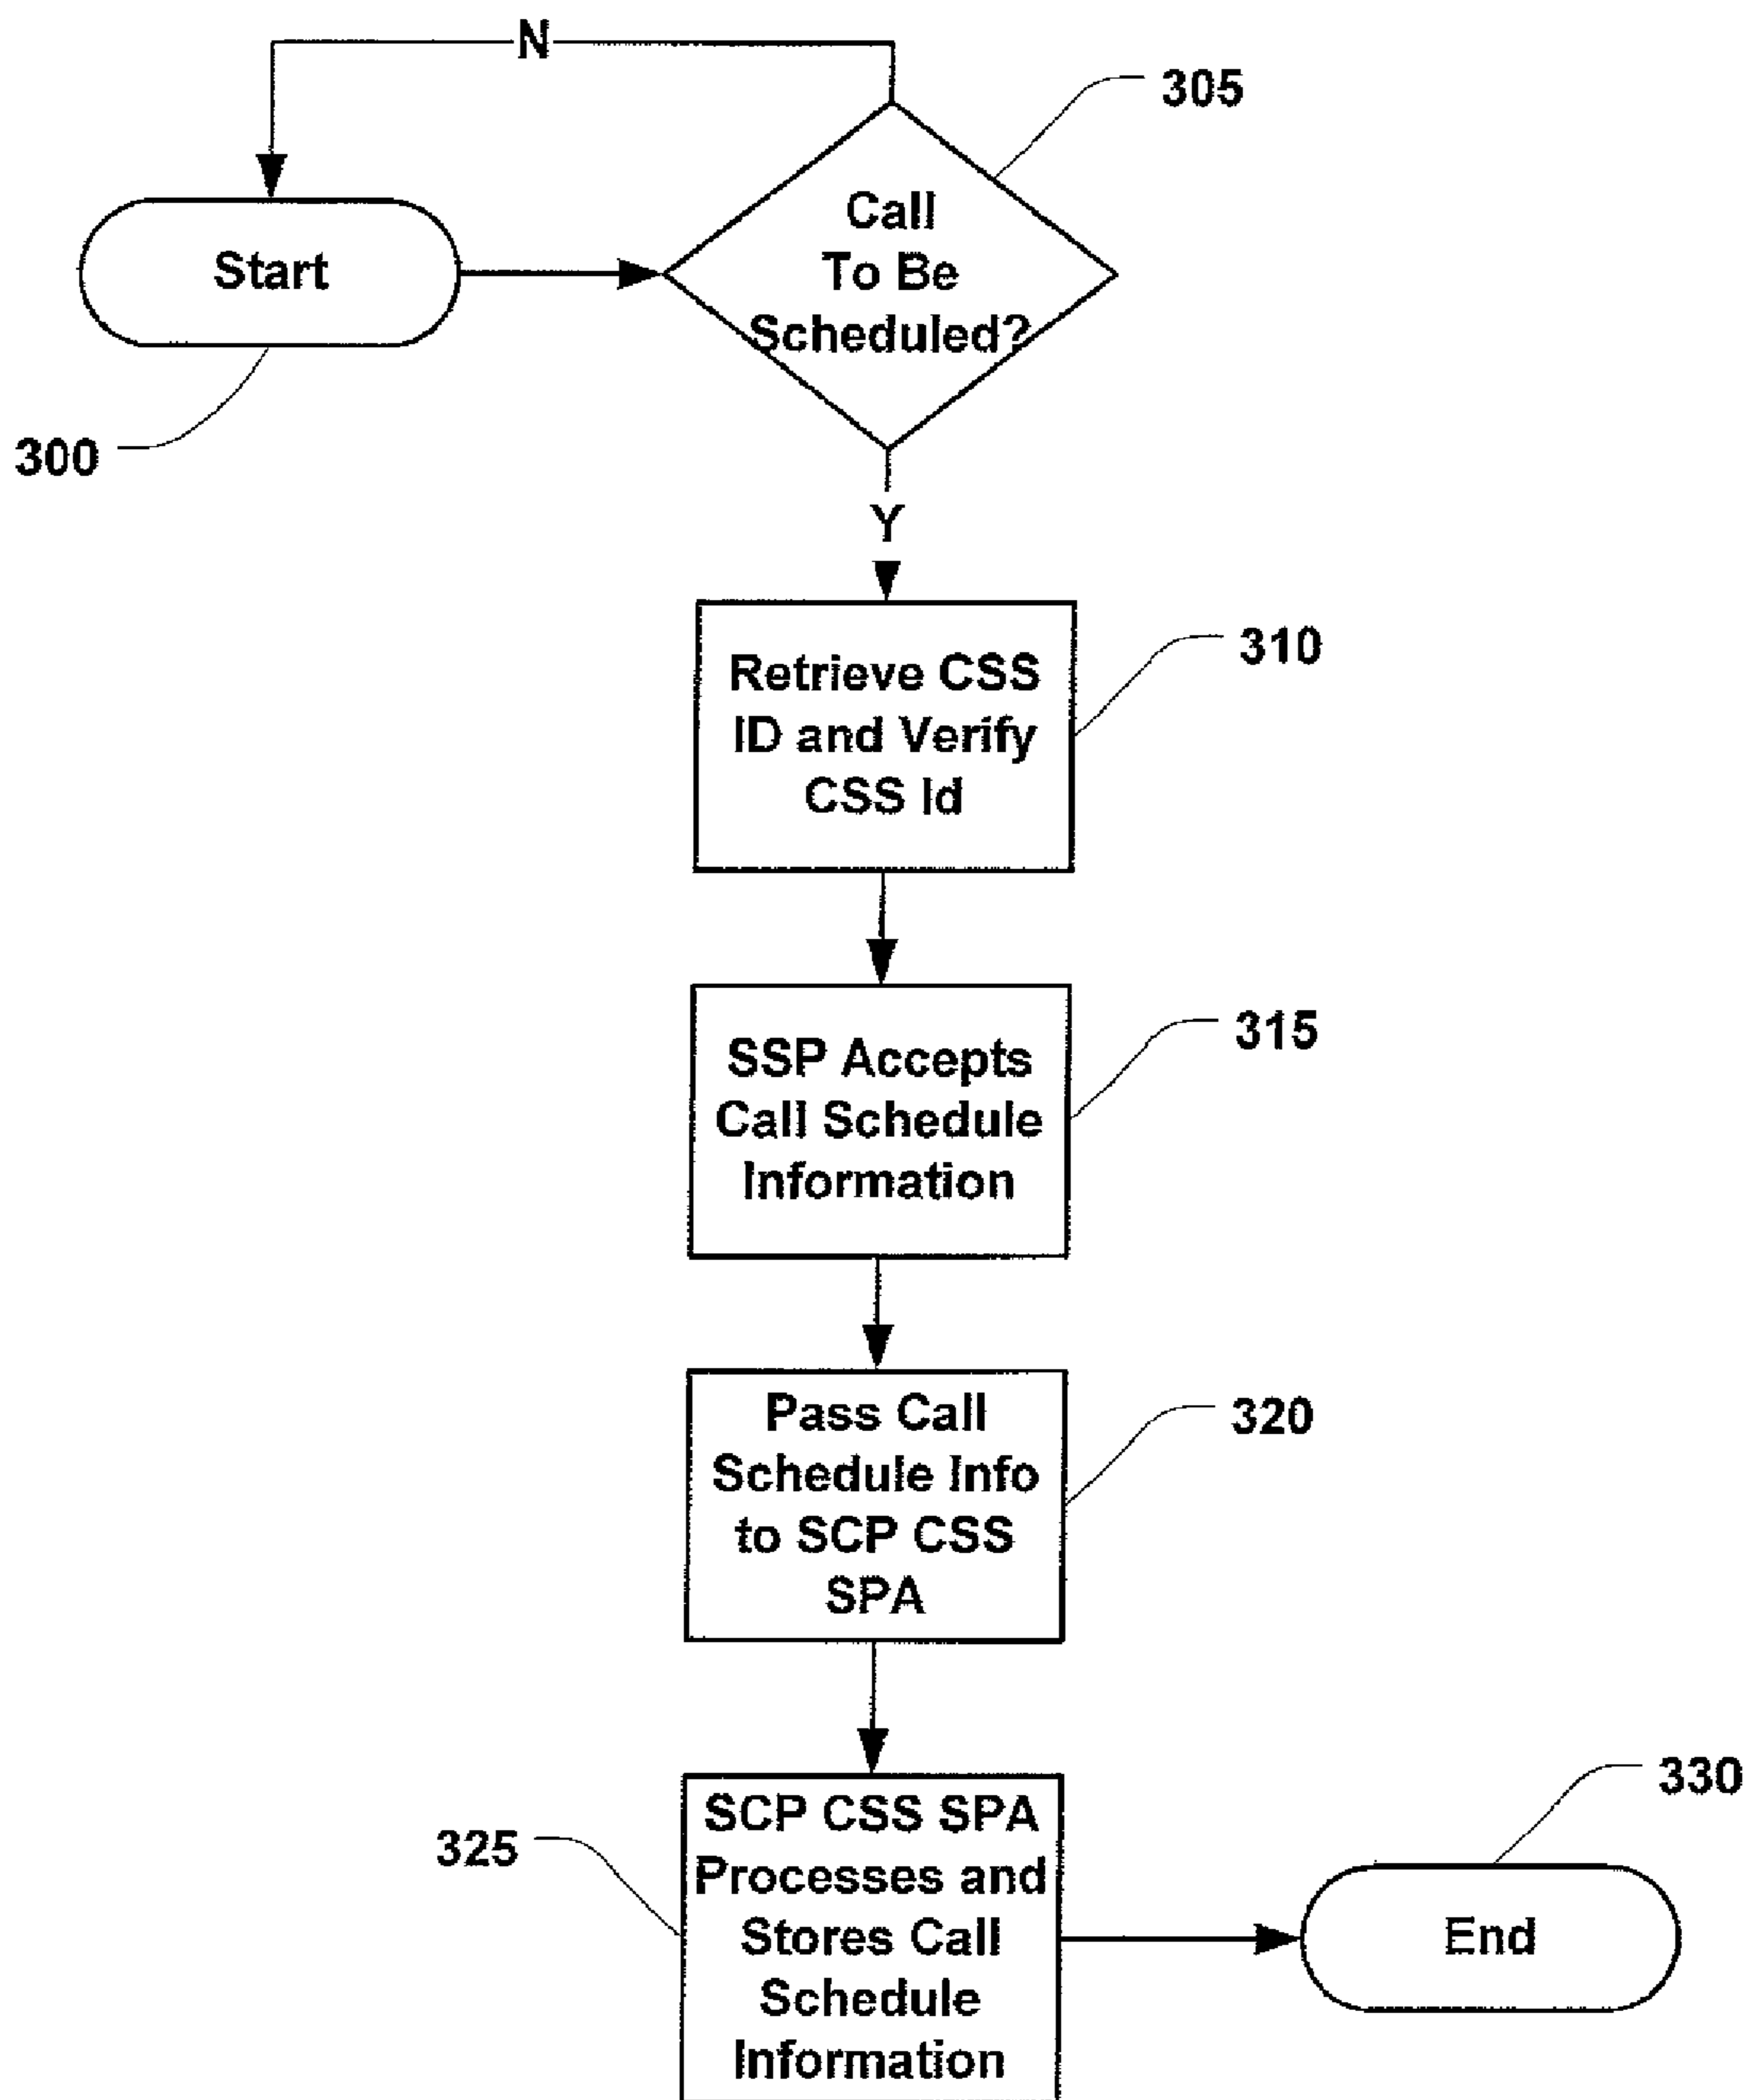 N
305
Call
To Be
Scheduled?
Start
300
Y
310
Retrieve CSS
ID and Verify
CSS Id
315
SSP Accepts
Call Schedule
Information
320
Pass Call
Schedule Info
to SCP CSS
SPA
325
SCP CSS SPA
Processes and
Stores Call
Schedule
Information
330
End